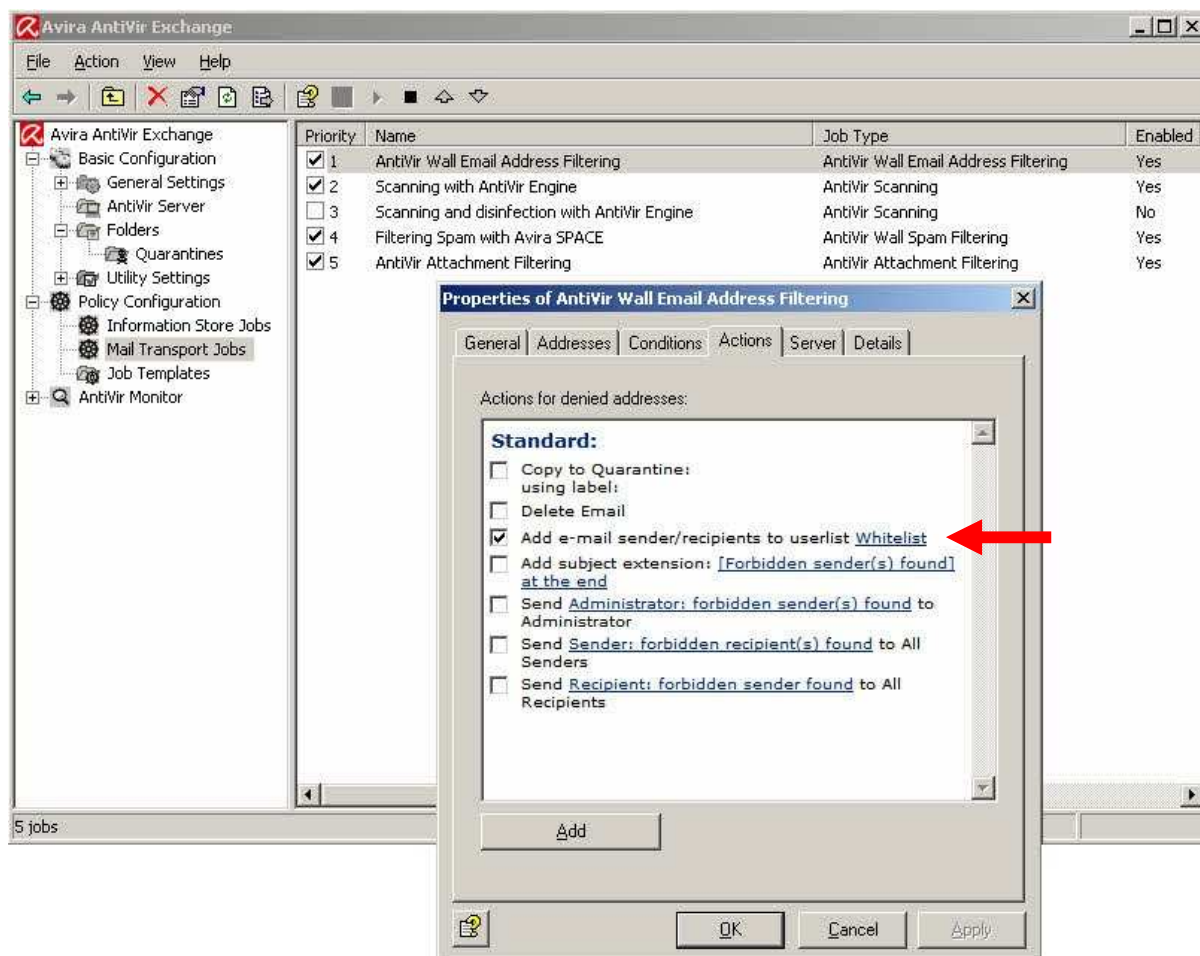 Avira AntiVir Exchange
File Action View Help
Avira AntiVir Exchange
Basic Configuration
General Settings
AntiVir Server
Folders
Quarantines
Utility Settings
Policy Configuration
Information Store Jobs
Mail Transport Jobs
Job Templates
AntiVir Monitor
Priority Name Job Type Enabled
1 AntiVir Wall Email Address Filtering AntiVir Wall Email Address Filtering Yes
2 Scanning with AntiVir Engine AntiVir Scanning Yes
3 Scanning and disinfection with AntiVir Engine AntiVir Scanning No
4 Filtering Spam with Avira SPACE AntiVir Wall Spam Filtering Yes
5 AntiVir Attachment Filtering AntiVir Attachment Filtering Yes
Properties of AntiVir Wall Email Address Filtering
General Addresses Conditions Actions Server Details
Actions for denied addresses:
Standard:
Copy to Quarantine:
using label:
Delete Email
Add e-mail sender/recipients to userlist Whitelist
Add subject extension: [Forbidden sender(s) found]
at the end
Send Administrator: forbidden sender(s) found to
Administrator
Send Sender: forbidden recipient(s) found to All
Senders
Send Recipient: forbidden sender found to All
Recipients
Add
OK Cancel Apply
5 jobs